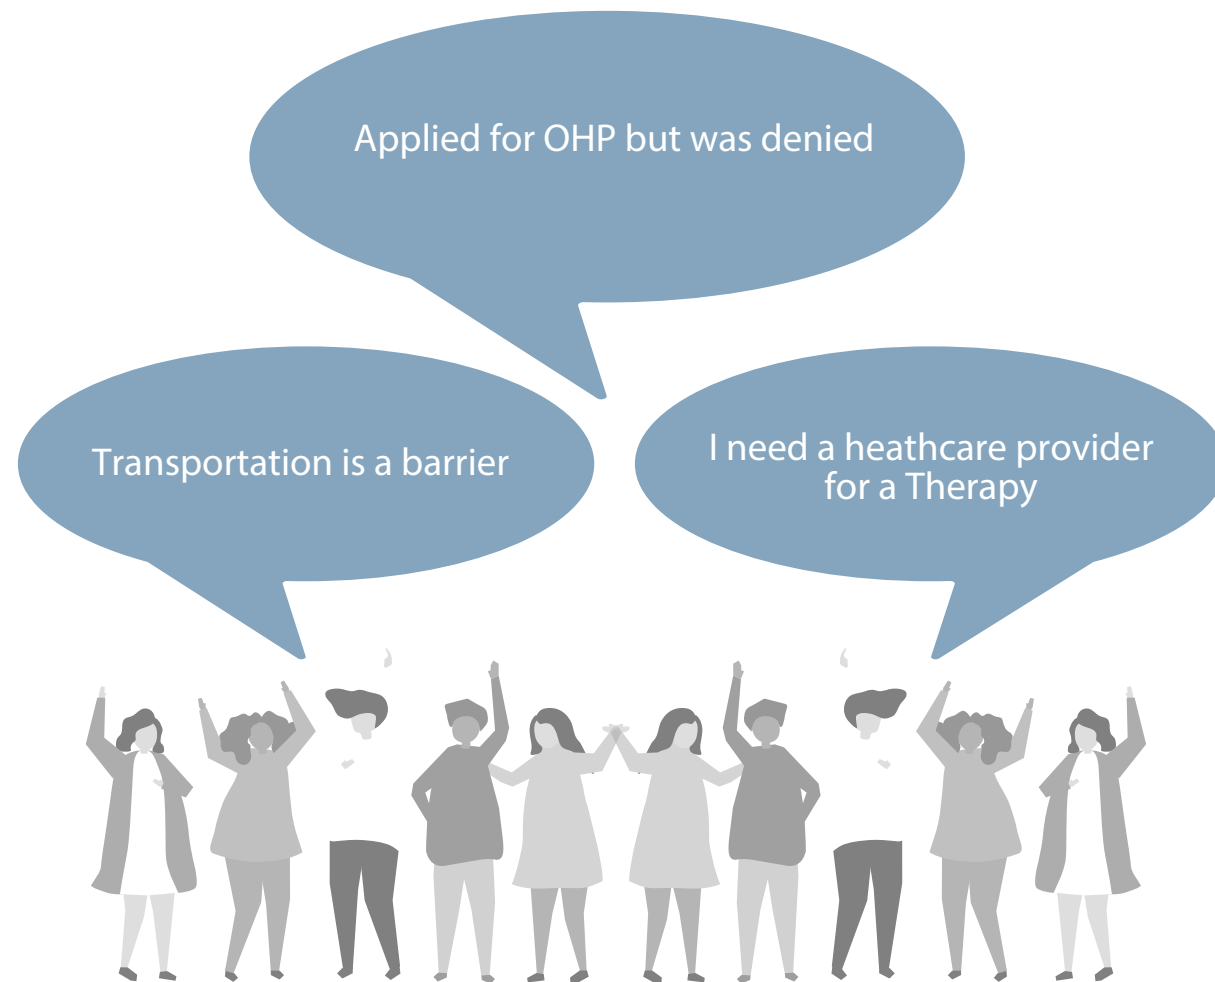 Applied for OHP but was denied
Transportation is a barrier
I need a heathcare provider
for a Therapy